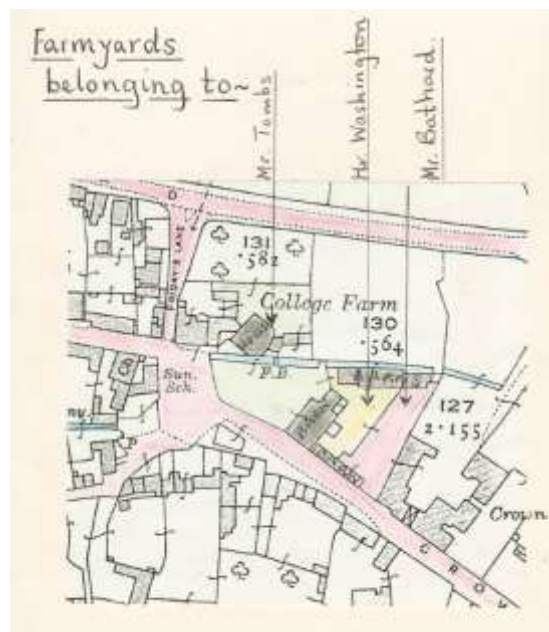 Farmyards
belonging to~
Mr. Tombs
Mr. Washington
Mr. Bathard.
131
.582
College Farm
130
.564
F.B.
Sun.
Sch.
127
2.155
Crown
G R O V